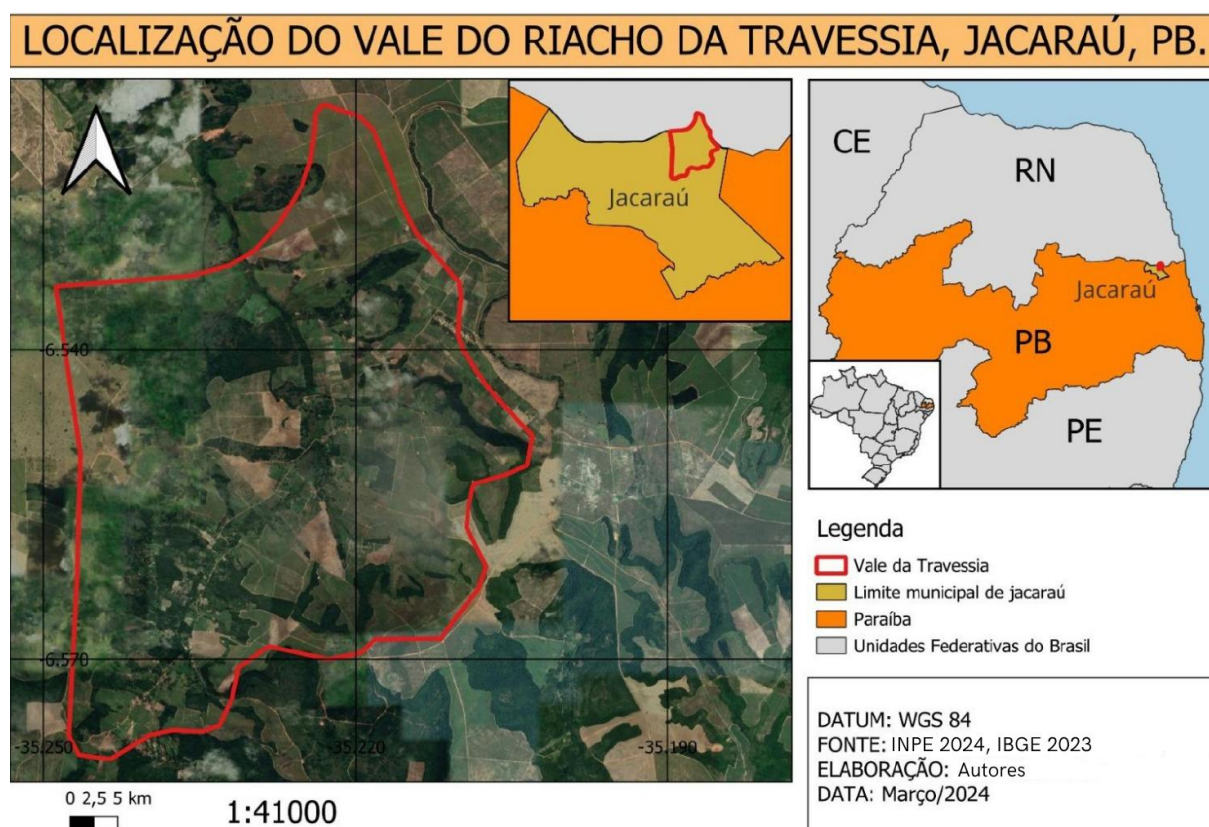 LOCALIZAÇÃO DO VALE DO RIACHO DA TRAVESSIA, JACARAÚ, PB.
Jacaraú
CE
RN
Jacaraú
PB
PE
-6.540
-6.570
-35.250
-35.220
-35.190
0 2,5 5 km
1:41000
Legenda
Vale da Travessia
Limite municipal de jacaraú
Paraíba
Unidades Federativas do Brasil
DATUM: WGS 84
FONTE: INPE 2024, IBGE 2023
ELABORAÇÃO: Autores
DATA: Março/2024